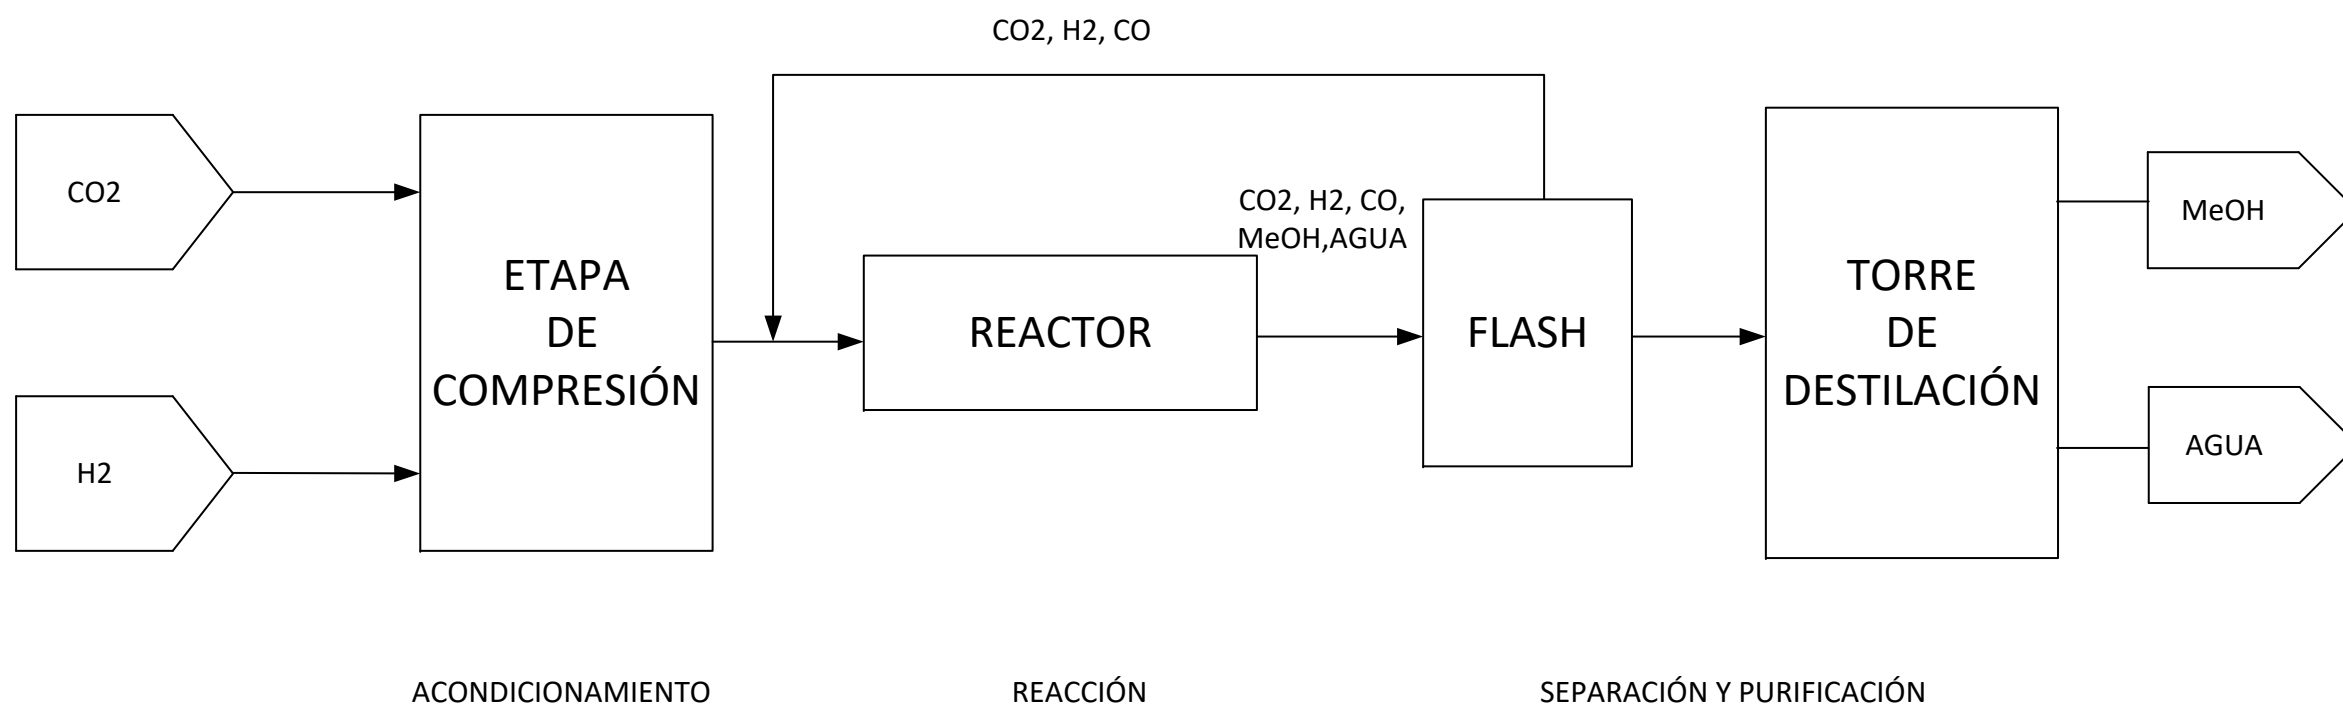 CO2, H2, CO
CO2
H2
ETAPA
DE
COMPRESIÓN
REACTOR
CO2, H2, CO,
MeOH,AGUA
FLASH
TORRE
DE
DESTILACIÓN
MeOH
AGUA
ACONDICIONAMIENTO
REACCIÓN
SEPARACIÓN Y PURIFICACIÓN